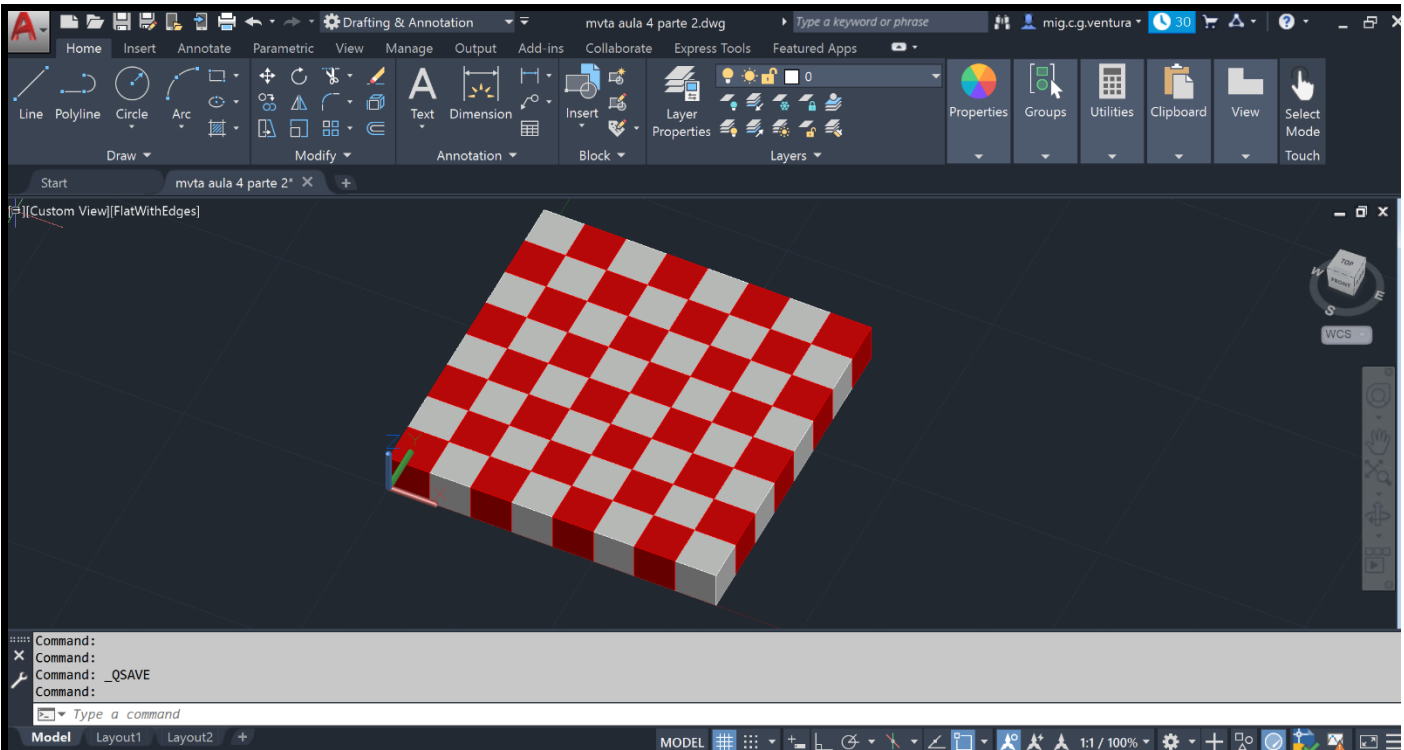 Drafting & Annotation
mvta aula 4 parte 2.dwg
Type a keyword or phrase
mig.c.g.ventura
30
Home Insert Annotate Parametric View Manage Output Add-ins Collaborate Express Tools Featured Apps
0
Line Polyline Circle Arc
Text Dimension
Insert
Layer
Properties
Properties Groups Utilities Clipboard View
Select
Mode
Draw Modify Annotation Block Layers Touch
Start mvta aula 4 parte 2*
[Custom View][FlatWithEdges]
TOP
FRONT
W
S
E
WCS
Y
X
Command:
Command:
Command: _QSAVE
Command:
Type a command
Model Layout1 Layout2
MODEL 1:1 / 100%